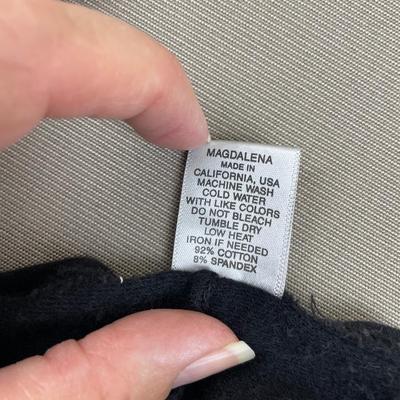 MAGDALENA
MADE IN
CALIFORNIA, USA
MACHINE WASH
COLD WATER
WITH LIKE COLORS
DO NOT BLEACH
TUMBLE DRY
LOW HEAT
IRON IF NEEDED
92% COTTON
8% SPANDEX